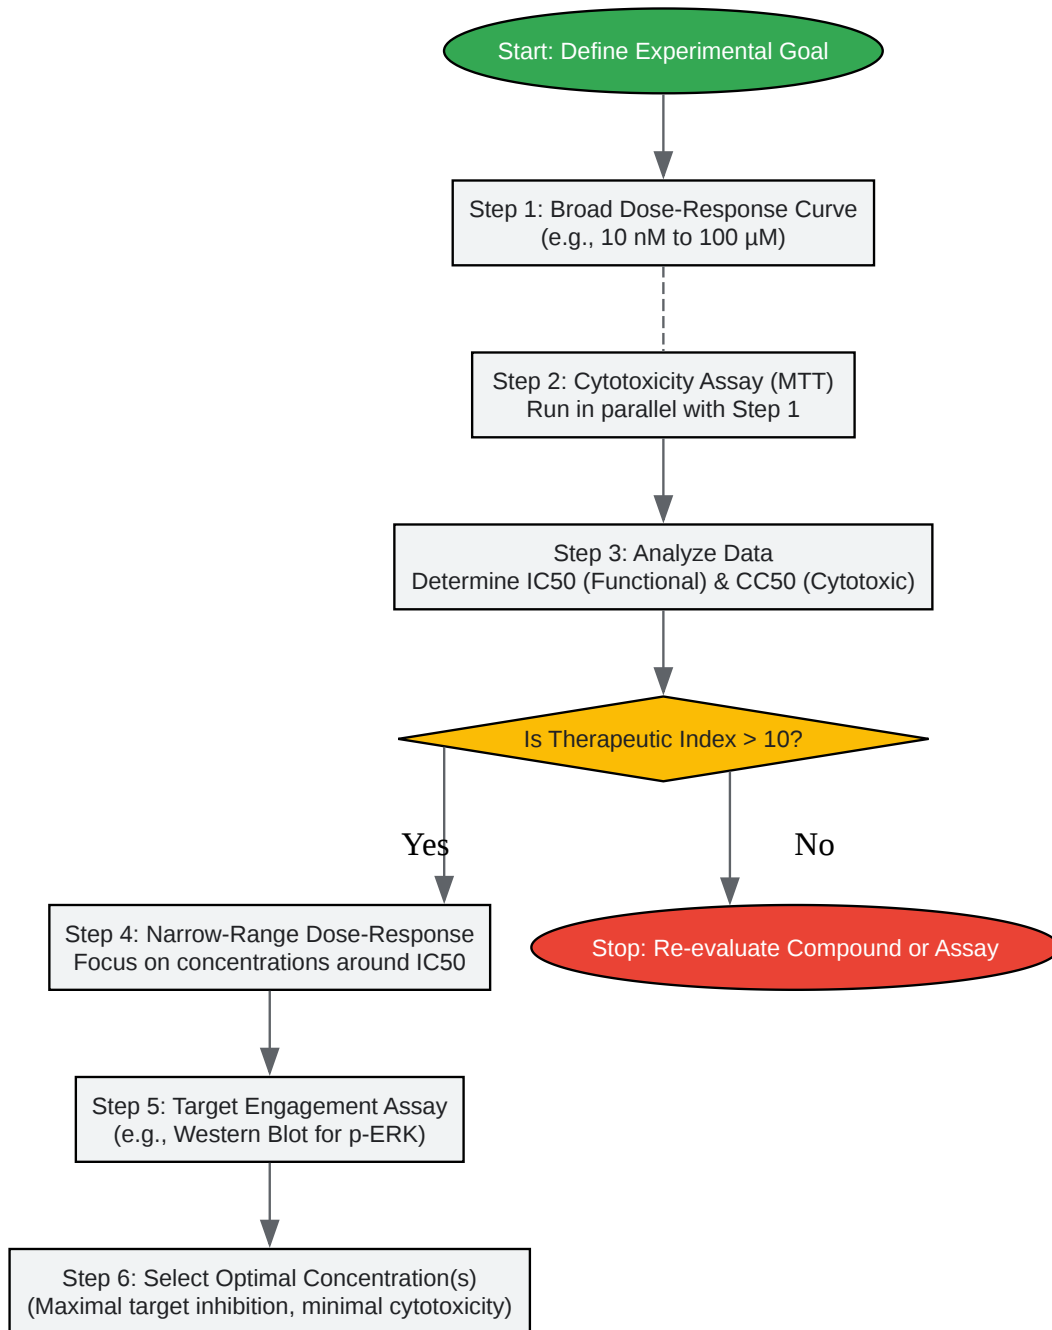 Start: Define Experimental Goal
Step 1: Broad Dose-Response Curve
(e.g., 10 nM to 100 µM)
Step 2: Cytotoxicity Assay (MTT)
Run in parallel with Step 1
Step 3: Analyze Data
Determine IC50 (Functional) & CC50 (Cytotoxic)
Is Therapeutic Index > 10?
Yes
No
Step 4: Narrow-Range Dose-Response
Focus on concentrations around IC50
Stop: Re-evaluate Compound or Assay
Step 5: Target Engagement Assay
(e.g., Western Blot for p-ERK)
Step 6: Select Optimal Concentration(s)
(Maximal target inhibition, minimal cytotoxicity)